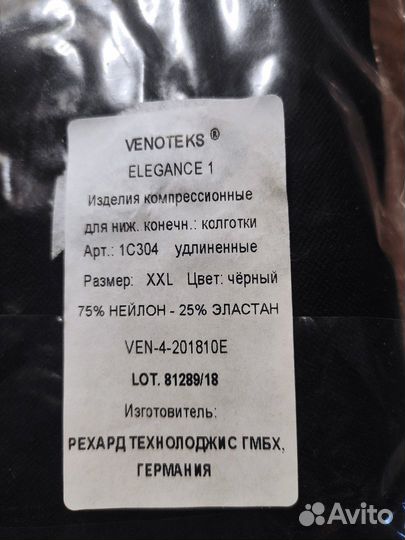 VENOTEKS ®
ELEGANCE 1
Изделия компрессионные
для ниж. конечн.: колготки
Арт.: 1С304 удлиненные
Размер: XXL Цвет: чёрный
75% НЕЙЛОН - 25% ЭЛАСТАН
VEN-4-201810E
LOT. 81289/18
Изготовитель:
РЕХАРД ТЕХНОЛОДЖИС ГМБХ,
ГЕРМАНИЯ
Avito